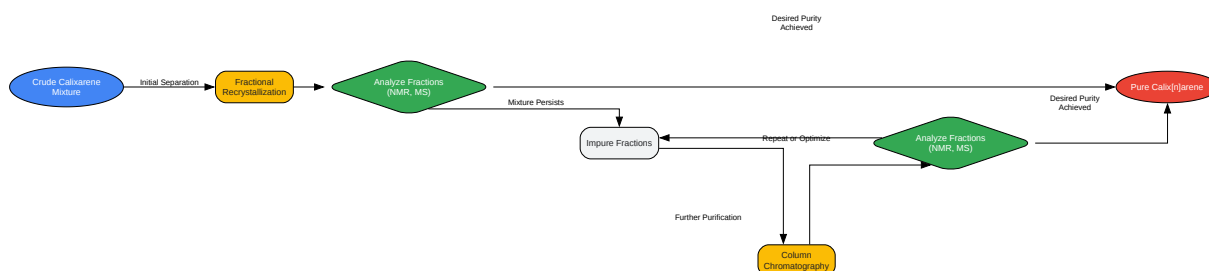 Desired Purity
Achieved
Crude Calixarene
Mixture
Initial Separation
Fractional
Recrystallization
Analyze Fractions
(NMR, MS)
Pure Calix[n]arene
Mixture Persists
Desired Purity
Achieved
Impure Fractions
Repeat or Optimize
Analyze Fractions
(NMR, MS)
Further Purification
Column
Chromatography